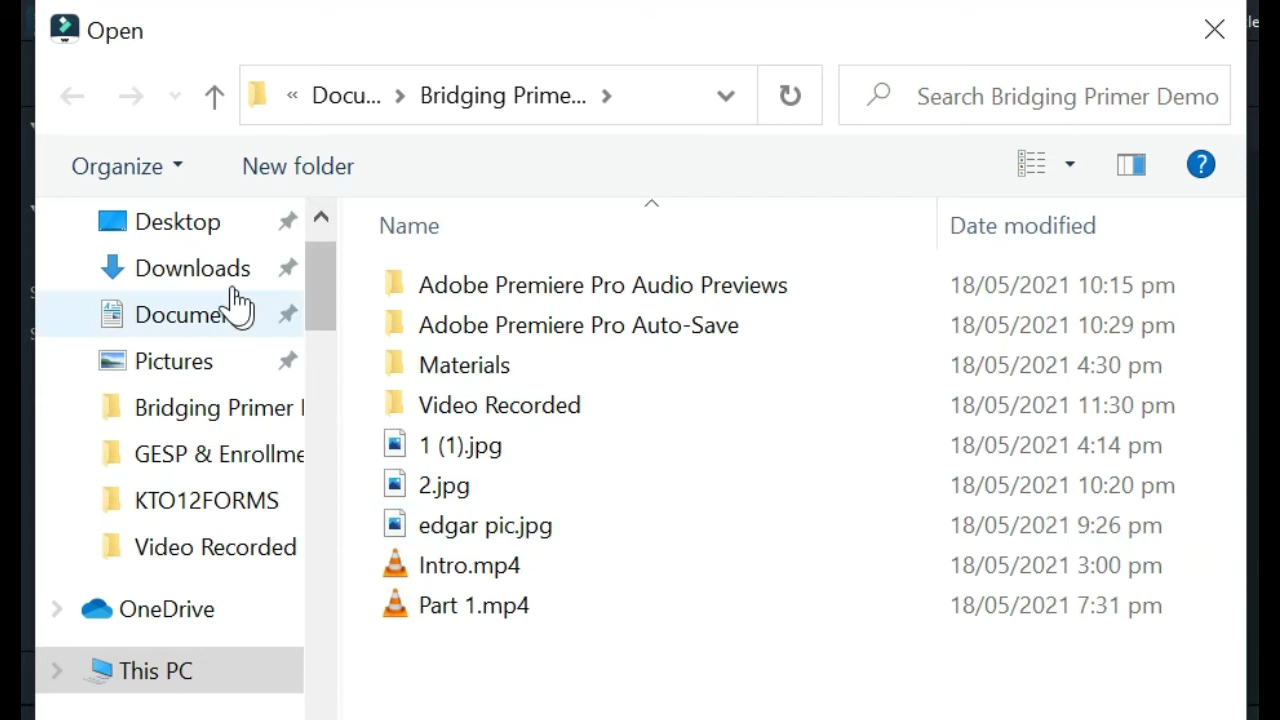 Open
« Docu... > Bridging Prime... >
Search Bridging Primer Demo
Organize
New folder
?
Desktop
Downloads
Pictures
Bridging Primer
GESP & Enrollme
KTO12FORMS
Video Recorded
OneDrive
This PC
Name Date modified
Adobe Premiere Pro Audio Previews 18/05/2021 10:15 pm
Adobe Premiere Pro Auto-Save 18/05/2021 10:29 pm
Materials 18/05/2021 4:30 pm
Video Recorded 18/05/2021 11:30 pm
1 (1).jpg 18/05/2021 4:14 pm
2.jpg 18/05/2021 10:20 pm
edgar pic.jpg 18/05/2021 9:26 pm
Intro.mp4 18/05/2021 3:00 pm
Part 1.mp4 18/05/2021 7:31 pm